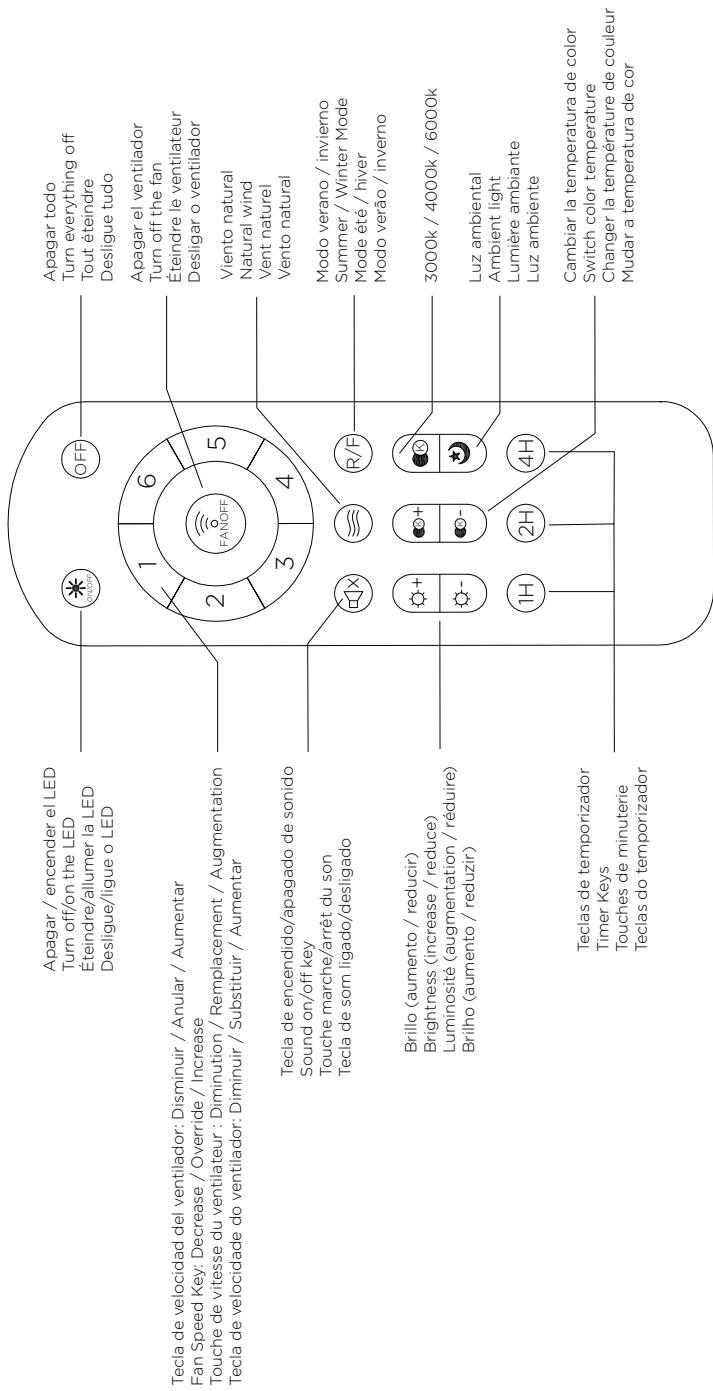 Apagar / encender el LED
Turn off/on the LED
Éteindre/allumer la LED
Desligue/ligue o LED
Tecla de velocidad del ventilador: Disminuir / Anular / Aumentar
Fan Speed Key: Decrease / Override / Increase
Touche de vitesse du ventilateur : Diminution / Remplacement / Augmentation
Tecla de velocidade do ventilador: Diminuir / Substituir / Aumentar
Tecla de encendido/apagado de sonido
Sound on/off key
Touche marche/arrêt du son
Tecla de som ligado/desligado
Brillo (aumento / reducir)
Brightness (increase / reduce)
Luminosité (augmentation / réduire)
Brilho (aumento / reduzir)
Teclas de temporizador
Timer Keys
Touches de minuterie
Teclas do temporizador
ON/OFF
OFF
1
6
2
5
3
4
FANOFF
R/F
+
K+
K
-
K-
1H
2H
4H
Apagar todo
Turn everything off
Tout éteindre
Desligue tudo
Apagar el ventilador
Turn off the fan
Éteindre le ventilateur
Desligar o ventilador
Viento natural
Natural wind
Vent naturel
Vento natural
Modo verano / invierno
Summer / Winter Mode
Mode été / hiver
Modo verão / inverno
3000k / 4000k / 6000k
Luz ambiental
Ambient light
Lumière ambiante
Luz ambiente
Cambiar la temperatura de color
Switch color temperature
Changer la température de couleur
Mudar a temperatura de cor